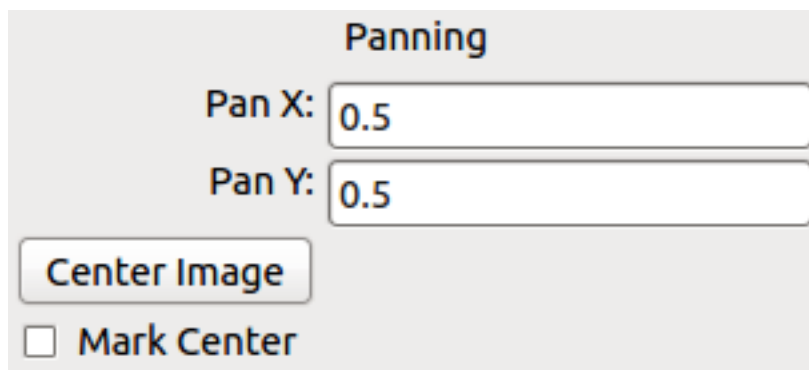 Panning
Pan X: 0.5
Pan Y: 0.5
Center Image
Mark Center